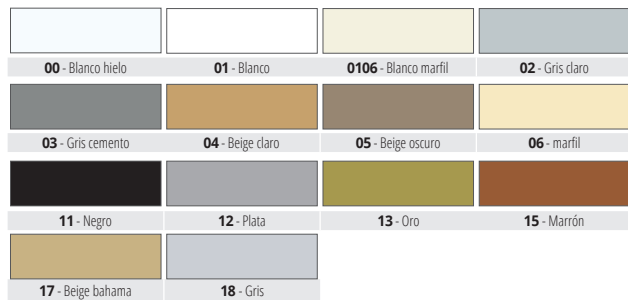 00 - Blanco hielo
01 - Blanco
0106 - Blanco marfil
02 - Gris claro
03 - Gris cemento
04 - Beige claro
05 - Beige oscuro
06 - marfil
11 - Negro
12 - Plata
13 - Oro
15 - Marrón
17 - Beige bahama
18 - Gris